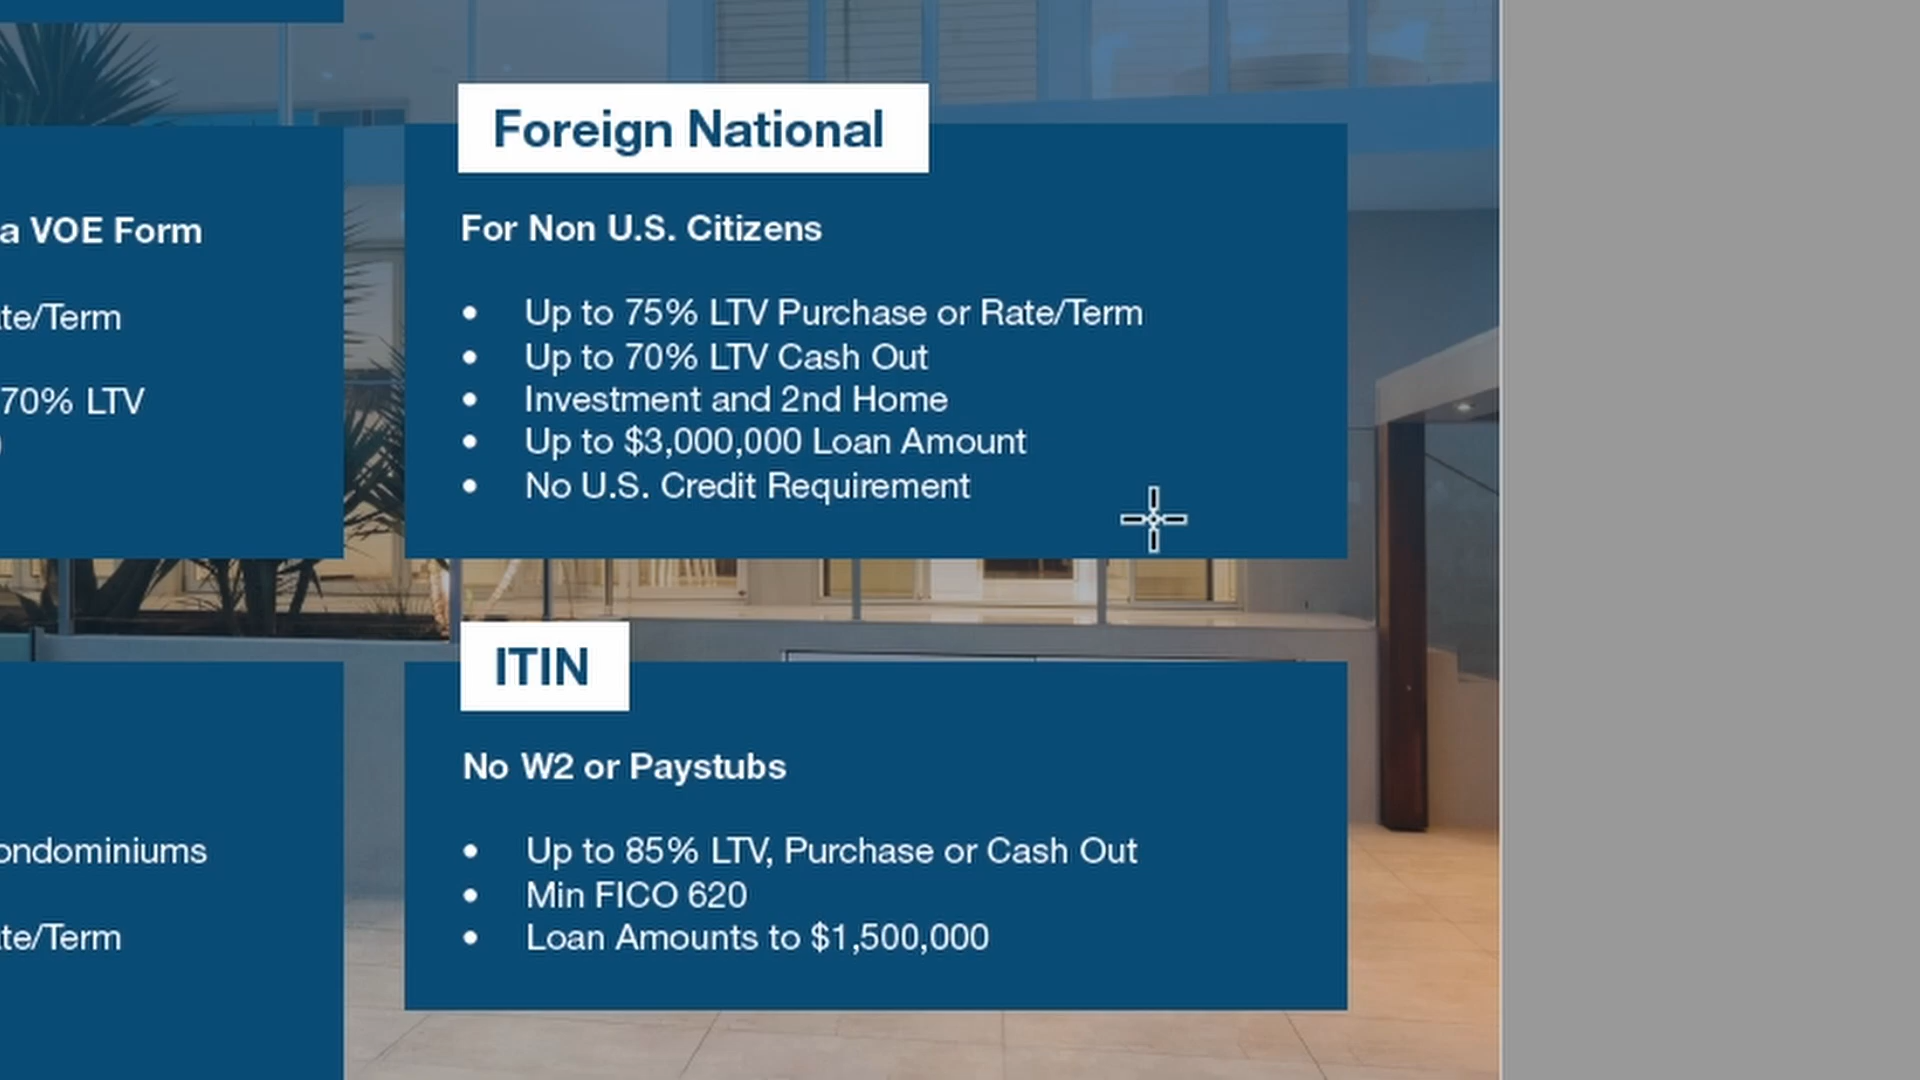 a VOE Form
te/Term
70% LTV
)
ondominiums
te/Term
Foreign National
For Non U.S. Citizens
• Up to 75% LTV Purchase or Rate/Term
• Up to 70% LTV Cash Out
• Investment and 2nd Home
• Up to $3,000,000 Loan Amount
• No U.S. Credit Requirement
ITIN
No W2 or Paystubs
• Up to 85% LTV, Purchase or Cash Out
• Min FICO 620
• Loan Amounts to $1,500,000